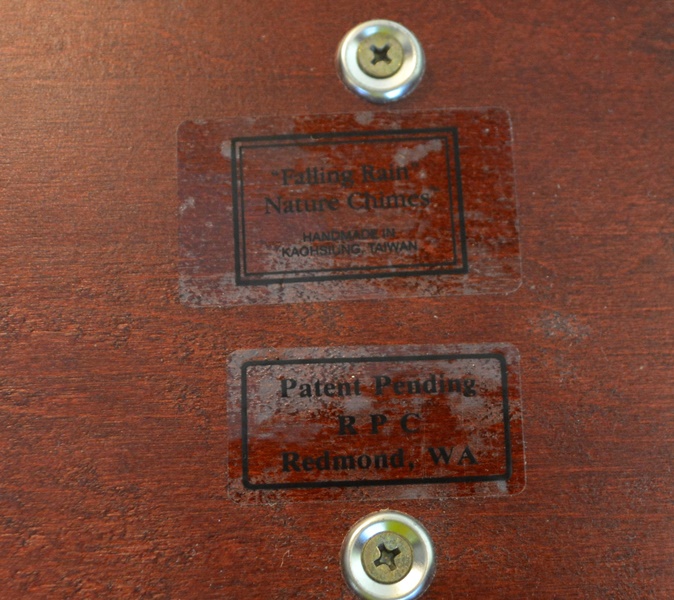 "Falling Rain"
Nature Chimes"
HANDMADE IN
KAOHSIUNG, TAIWAN
Patent Pending
R P C
Redmond, WA